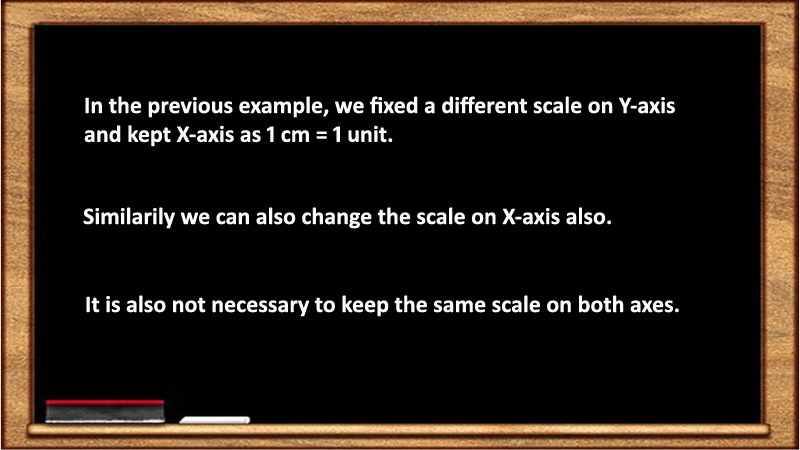 In the previous example, we fixed a different scale on Y-axis
and kept X-axis as 1 cm = 1 unit.
Similarily we can also change the scale on X-axis also.
It is also not necessary to keep the same scale on both axes.